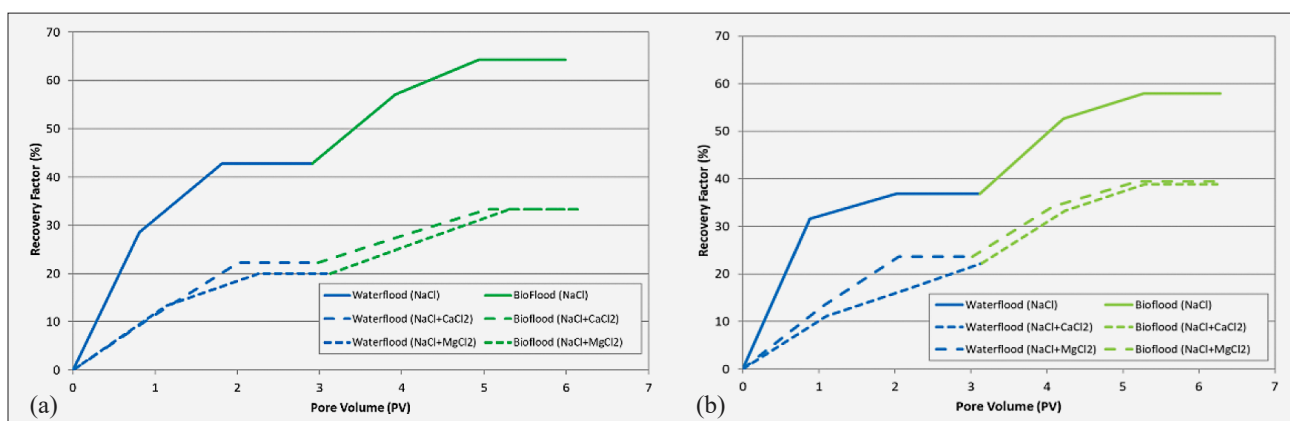 70
60
50
40
30
20
10
0
Recovery Factor (%)
Waterflood (NaCl)
BioFlood (NaCl)
Waterflood (NaCl+CaCl2)
Bioflood (NaCl+CaCl2)
Waterflood (NaCl+MgCl2)
Bioflood (NaCl+MgCl2)
0 1 2 3 4 5 6 7
Pore Volume (PV)
(a)
70
60
50
40
30
20
10
0
Recovery Factor (%)
Waterflood (NaCl)
Bioflood (NaCl)
Waterflood (NaCl+CaCl2)
Bioflood (NaCl+CaCl2)
Waterflood (NaCl+MgCl2)
Bioflood (NaCl+MgCl2)
0 1 2 3 4 5 6 7
Pore Volume (PV)
(b)